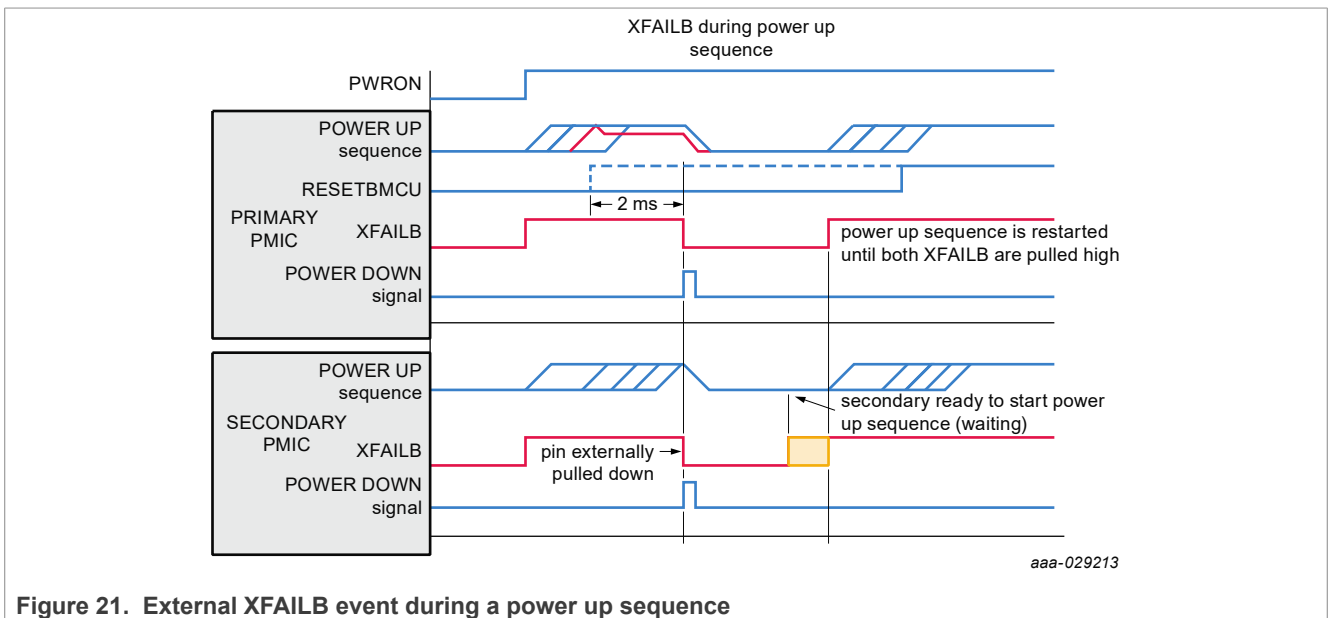 XFAILB during power up
sequence
PWRON
POWER UP
sequence
RESETBMCU
2 ms
PRIMARY
PMIC
XFAILB
power up sequence is restarted
until both XFAILB are pulled high
POWER DOWN
signal
POWER UP
sequence
secondary ready to start power
up sequence (waiting)
SECONDARY
PMIC
XFAILB
pin externally
pulled down
POWER DOWN
signal
aaa-029213
Figure 21. External XFAILB event during a power up sequence